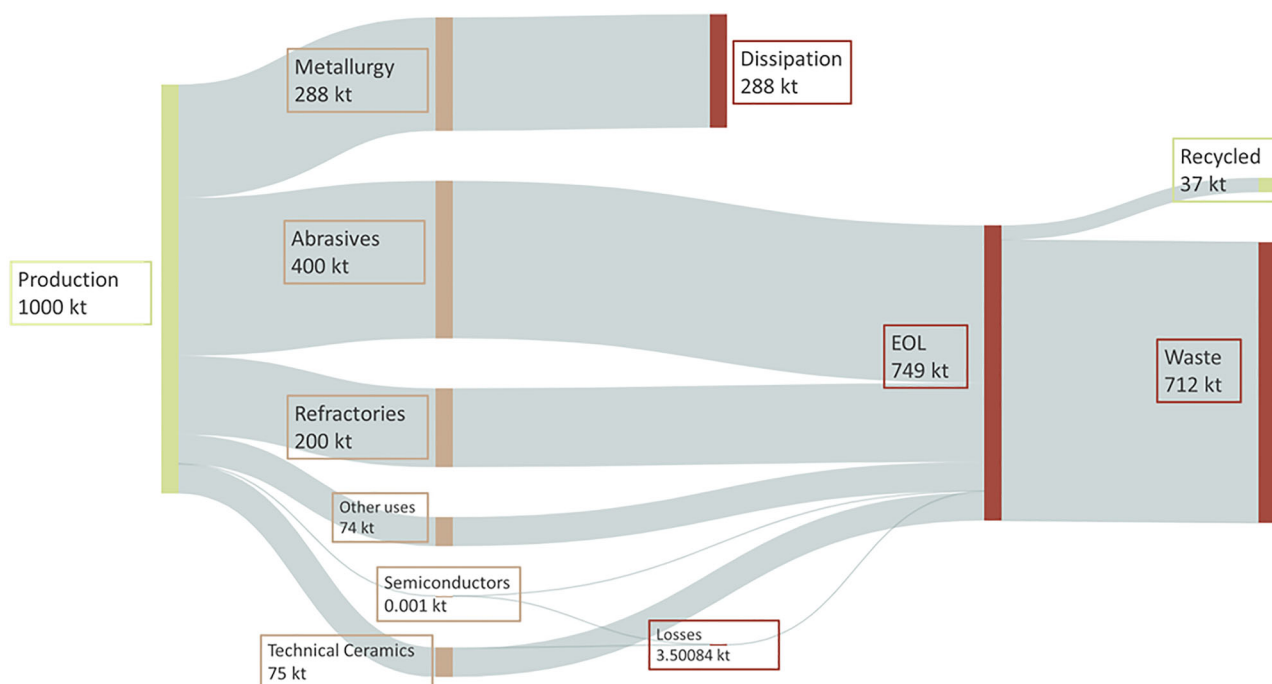 Metallurgy
288 kt
Dissipation
288 kt
Recycled
37 kt
Abrasives
400 kt
Production
1000 kt
EOL
749 kt
Waste
712 kt
Refractories
200 kt
Other uses
74 kt
Semiconductors
0.001 kt
Losses
3.50084 kt
Technical Ceramics
75 kt